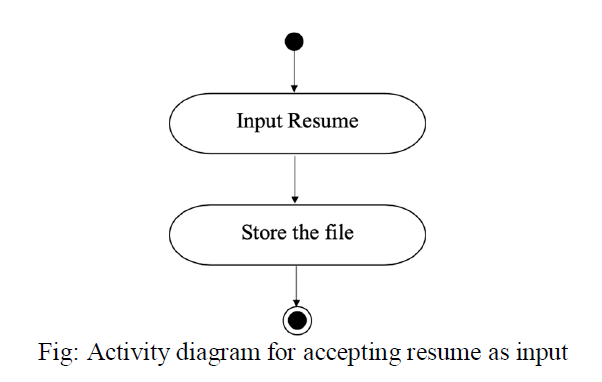 Input Resume
Store the file
Fig: Activity diagram for accepting resume as input